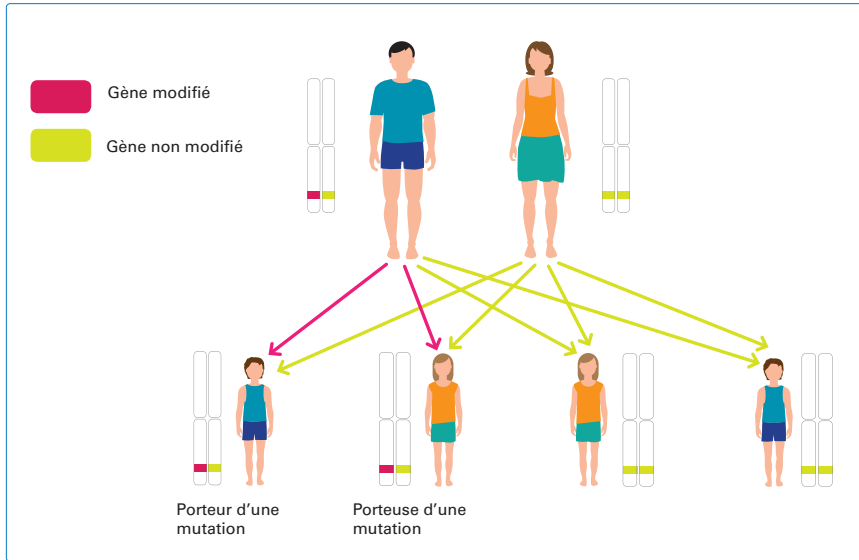 Gène modifié
Gène non modifié
Porteur d’une
mutation
Porteuse d’une
mutation